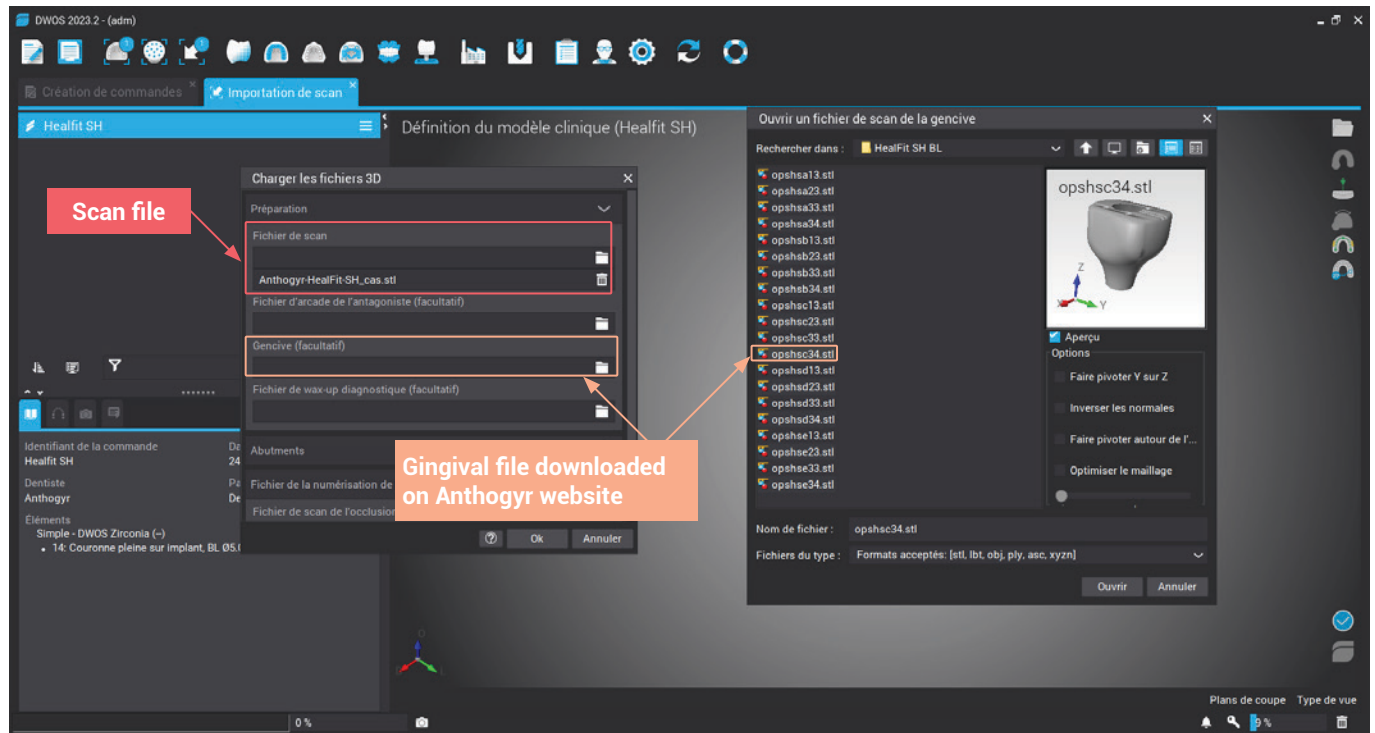 DWOS 2023.2 - (adm)
Création de commandes
Importation de scan
Healfit SH
Définition du modèle clinique (Healfit SH)
Scan file
Charger les fichiers 3D
Préparation
Fichier de scan
Anthogyr-HealFit-SH_cas.stl
Fichier d'arcade de l'antagoniste (facultatif)
Gencive (facultatif)
Fichier de wax-up diagnostique (facultatif)
Abutments
Fichier de la numérisation de
Fichier de scan de l'occlusion
Ok
Annuler
Gingival file downloaded
on Anthogyr website
Identifiant de la commande
Healfit SH
24
Dentiste
Anthogyr
Éléments
Simple - DWOS Zirconia (--)
14: Couronne pleine sur implant, BL
Ouvrir un fichier de scan de la gencive
Rechercher dans :
HealFit SH BL
opshsa13.stl
opshsa23.stl
opshsa33.stl
opshsa34.stl
opshsb13.stl
opshsb23.stl
opshsb33.stl
opshsb34.stl
opshsc13.stl
opshsc23.stl
opshsc33.stl
opshsc34.stl
opshsd13.stl
opshsd23.stl
opshsd33.stl
opshsd34.stl
opshse13.stl
opshse23.stl
opshse33.stl
opshse34.stl
opshsc34.stl
Z
X
Y
Aperçu
Options
Faire pivoter Y sur Z
Inverser les normales
Faire pivoter autour de l'...
Optimiser le maillage
Nom de fichier :
opshsc34.stl
Fichiers du type :
Formats acceptés: [stl, lbt, obj, ply, asc, xyzn]
Ouvrir
Annuler
Plans de coupe
Type de vue
0 %
9 %